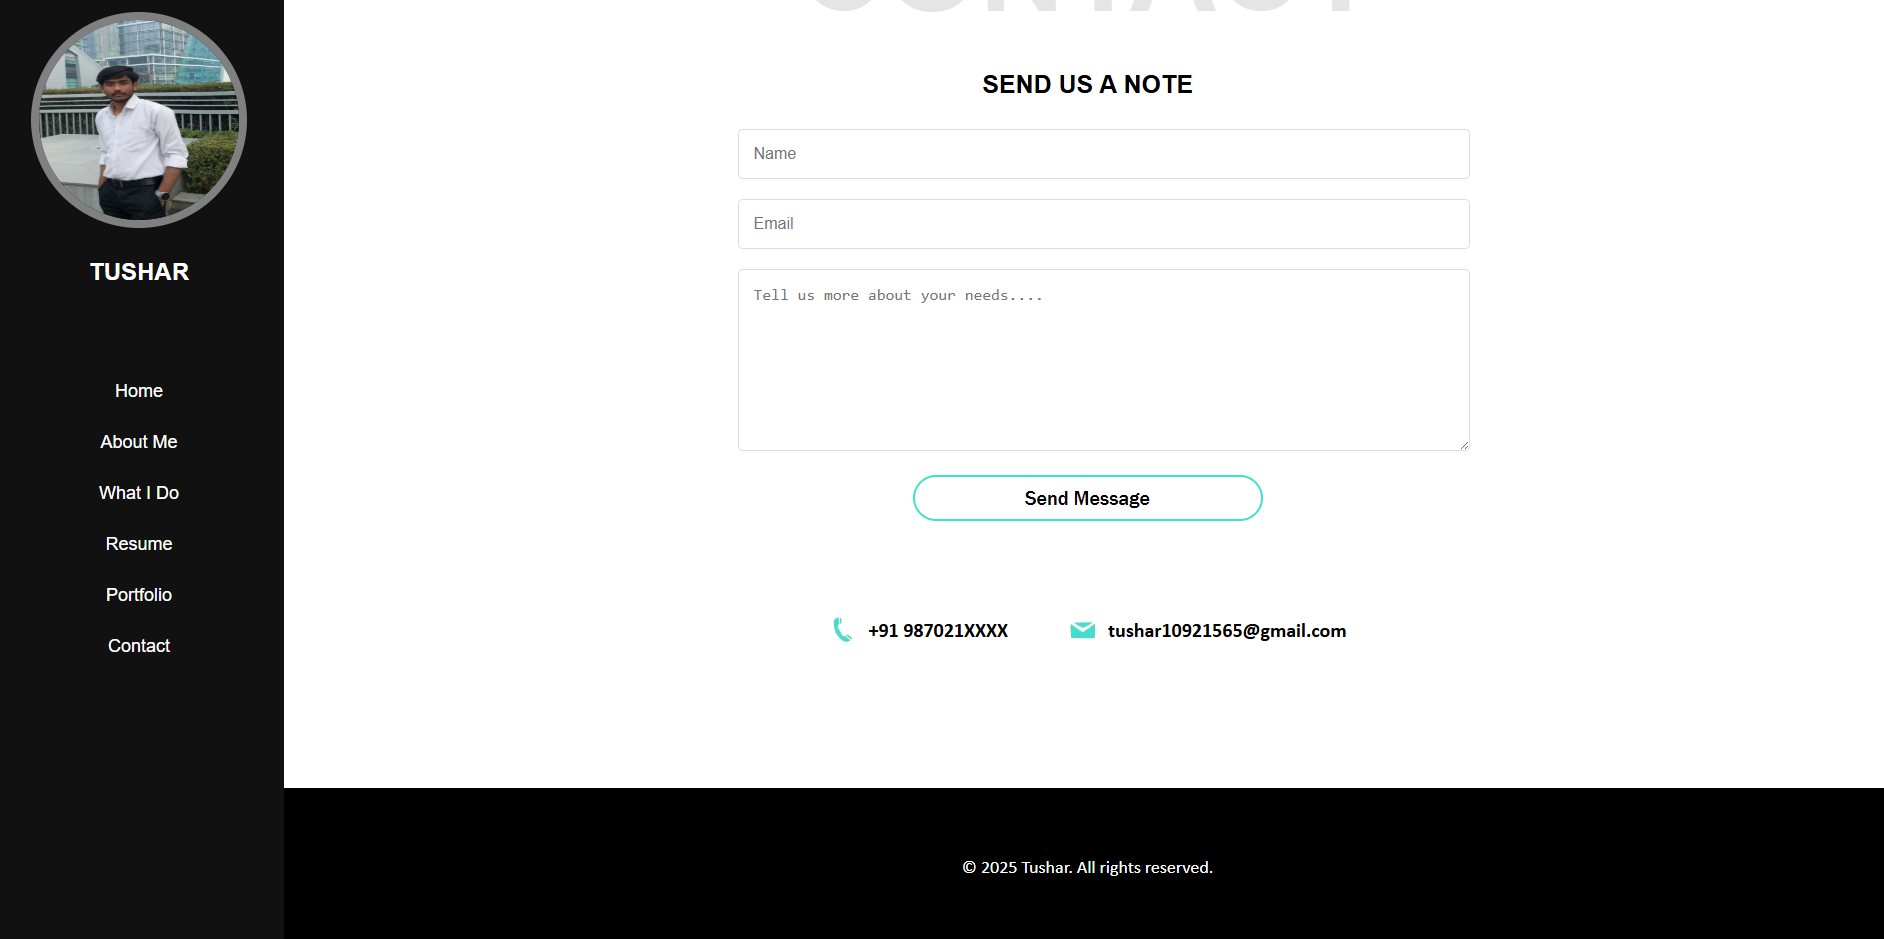 TUSHAR
Home
About Me
What I Do
Resume
Portfolio
Contact
CONTACT
SEND US A NOTE
Name
Email
Tell us more about your needs....
Send Message
+91 987021XXXX
tushar10921565@gmail.com
© 2025 Tushar. All rights reserved.